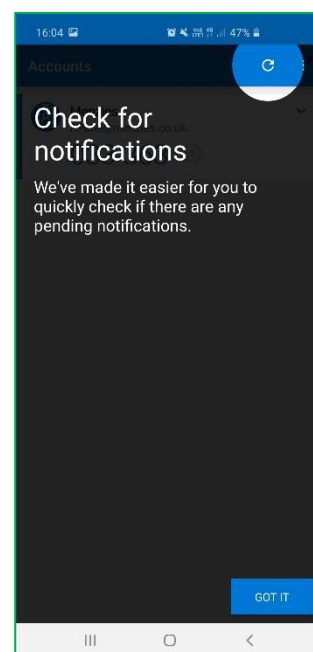 16:04 47%
Accounts
Check for
notifications
We've made it easier for you to
quickly check if there are any
pending notifications.
GOT IT